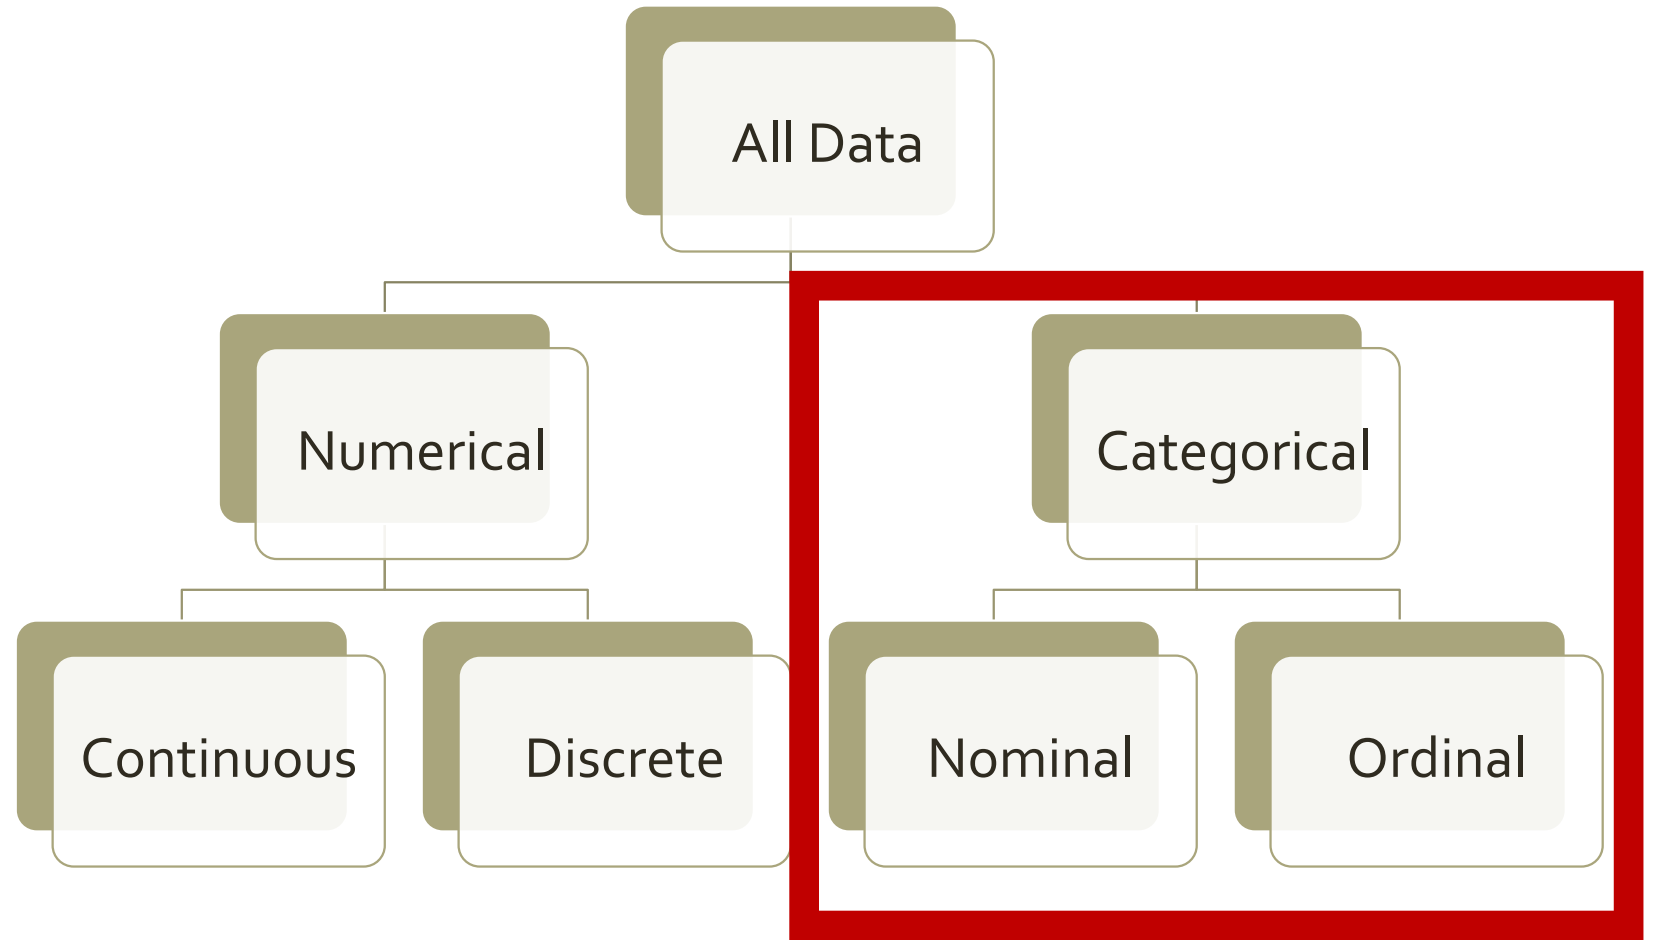 All Data
Numerical
Categorical
Continuous
Discrete
Nominal
Ordinal